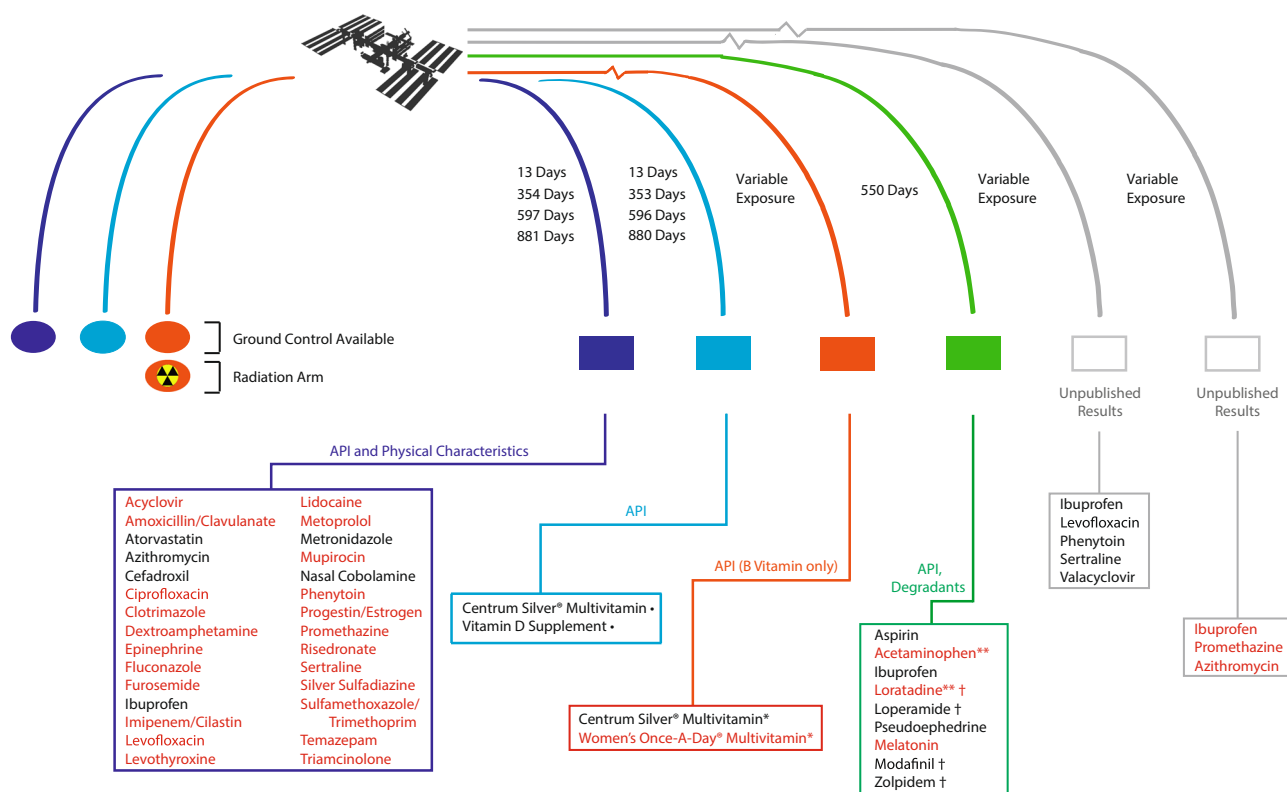 13 Days
354 Days
597 Days
881 Days
13 Days
353 Days
596 Days
880 Days
Variable
Exposure
550 Days
Variable
Exposure
Variable
Exposure
Ground Control Available
Radiation Arm
Unpublished
Results
Unpublished
Results
API and Physical Characteristics
Acyclovir
Amoxicillin/Clavulanate
Atorvastatin
Azithromycin
Cefadroxil
Ciprofloxacin
Clotrimazole
Dextroamphetamine
Epinephrine
Fluconazole
Furosemide
Ibuprofen
Imipenem/Cilastin
Levofloxacin
Levothyroxine
Lidocaine
Metoprolol
Metronidazole
Mupirocin
Nasal Cobolamine
Phenytoin
Progestin/Estrogen
Promethazine
Risedronate
Sertraline
Silver Sulfadiazine
Sulfamethoxazole/
Trimethoprim
Temazepam
Triamcinolone
API
Centrum Silver® Multivitamin •
Vitamin D Supplement •
API (B Vitamin only)
Centrum Silver® Multivitamin*
Women's Once-A-Day® Multivitamin*
API,
Degradants
Aspirin
Acetaminophen**
Ibuprofen
Loratadine** †
Loperamide †
Pseudoephedrine
Melatonin
Modafinil †
Zolpidem †
Ibuprofen
Levofloxacin
Phenytoin
Sertraline
Valacyclovir
Ibuprofen
Promethazine
Azithromycin